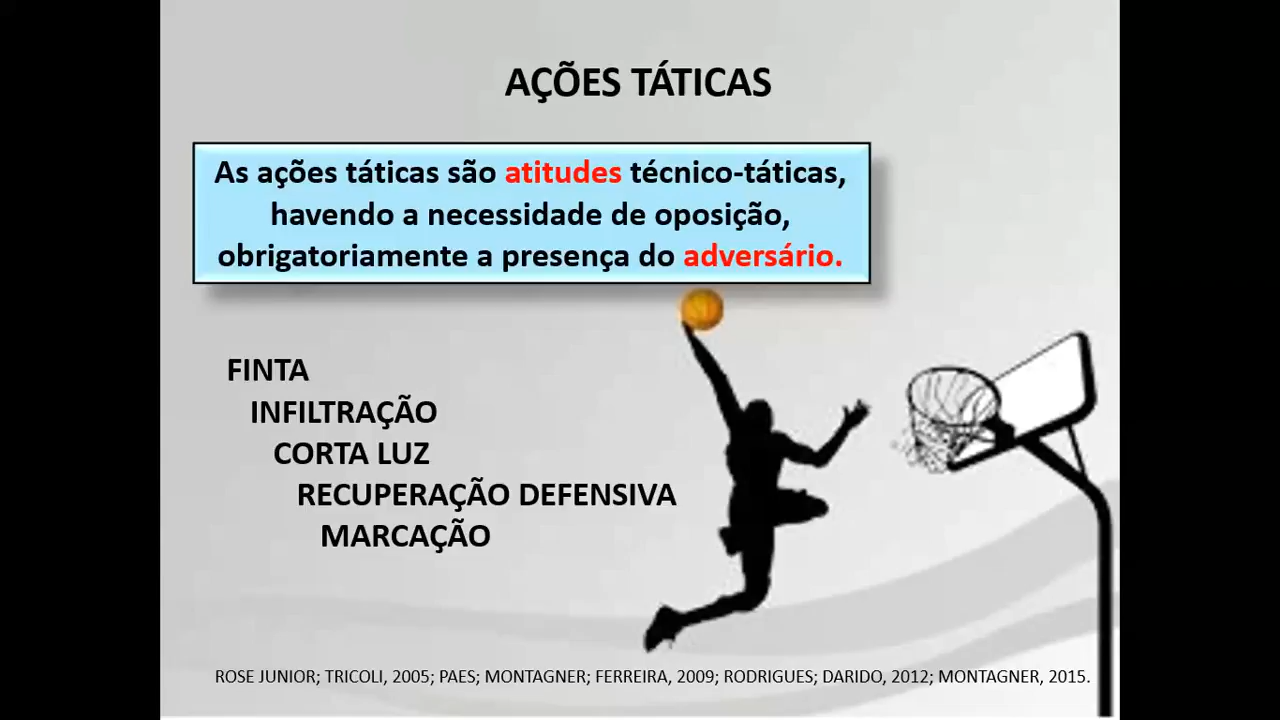 AÇÕES TÁTICAS
As ações táticas são atitudes técnico-táticas,
havendo a necessidade de oposição,
obrigatoriamente a presença do adversário.
FINTA
INFILTRAÇÃO
CORTA LUZ
RECUPERAÇÃO DEFENSIVA
MARCAÇÃO
ROSE JUNIOR; TRICOLI, 2005; PAES; MONTAGNER; FERREIRA, 2009; RODRIGUES; DARIDO, 2012; MONTAGNER, 2015.